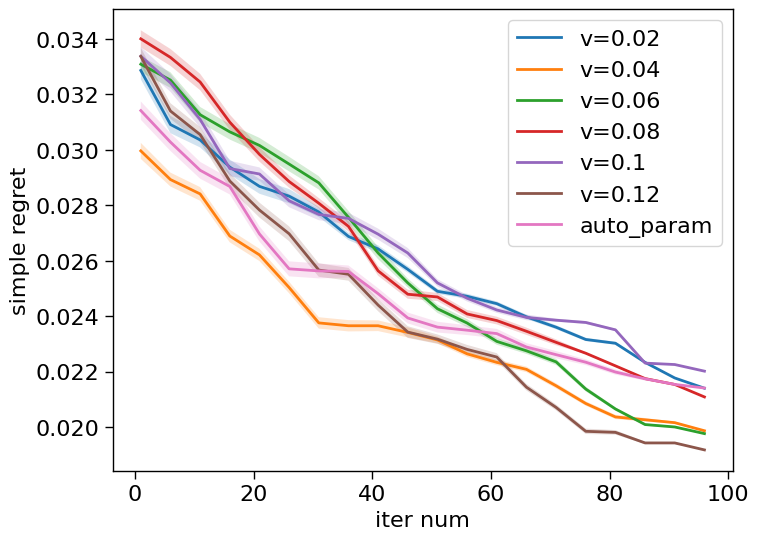 simple regret
0.034
0.032
0.030
0.028
0.026
0.024
0.022
0.020
0
20
40
60
80
100
iter num
v=0.02
v=0.04
v=0.06
v=0.08
v=0.1
v=0.12
auto_param